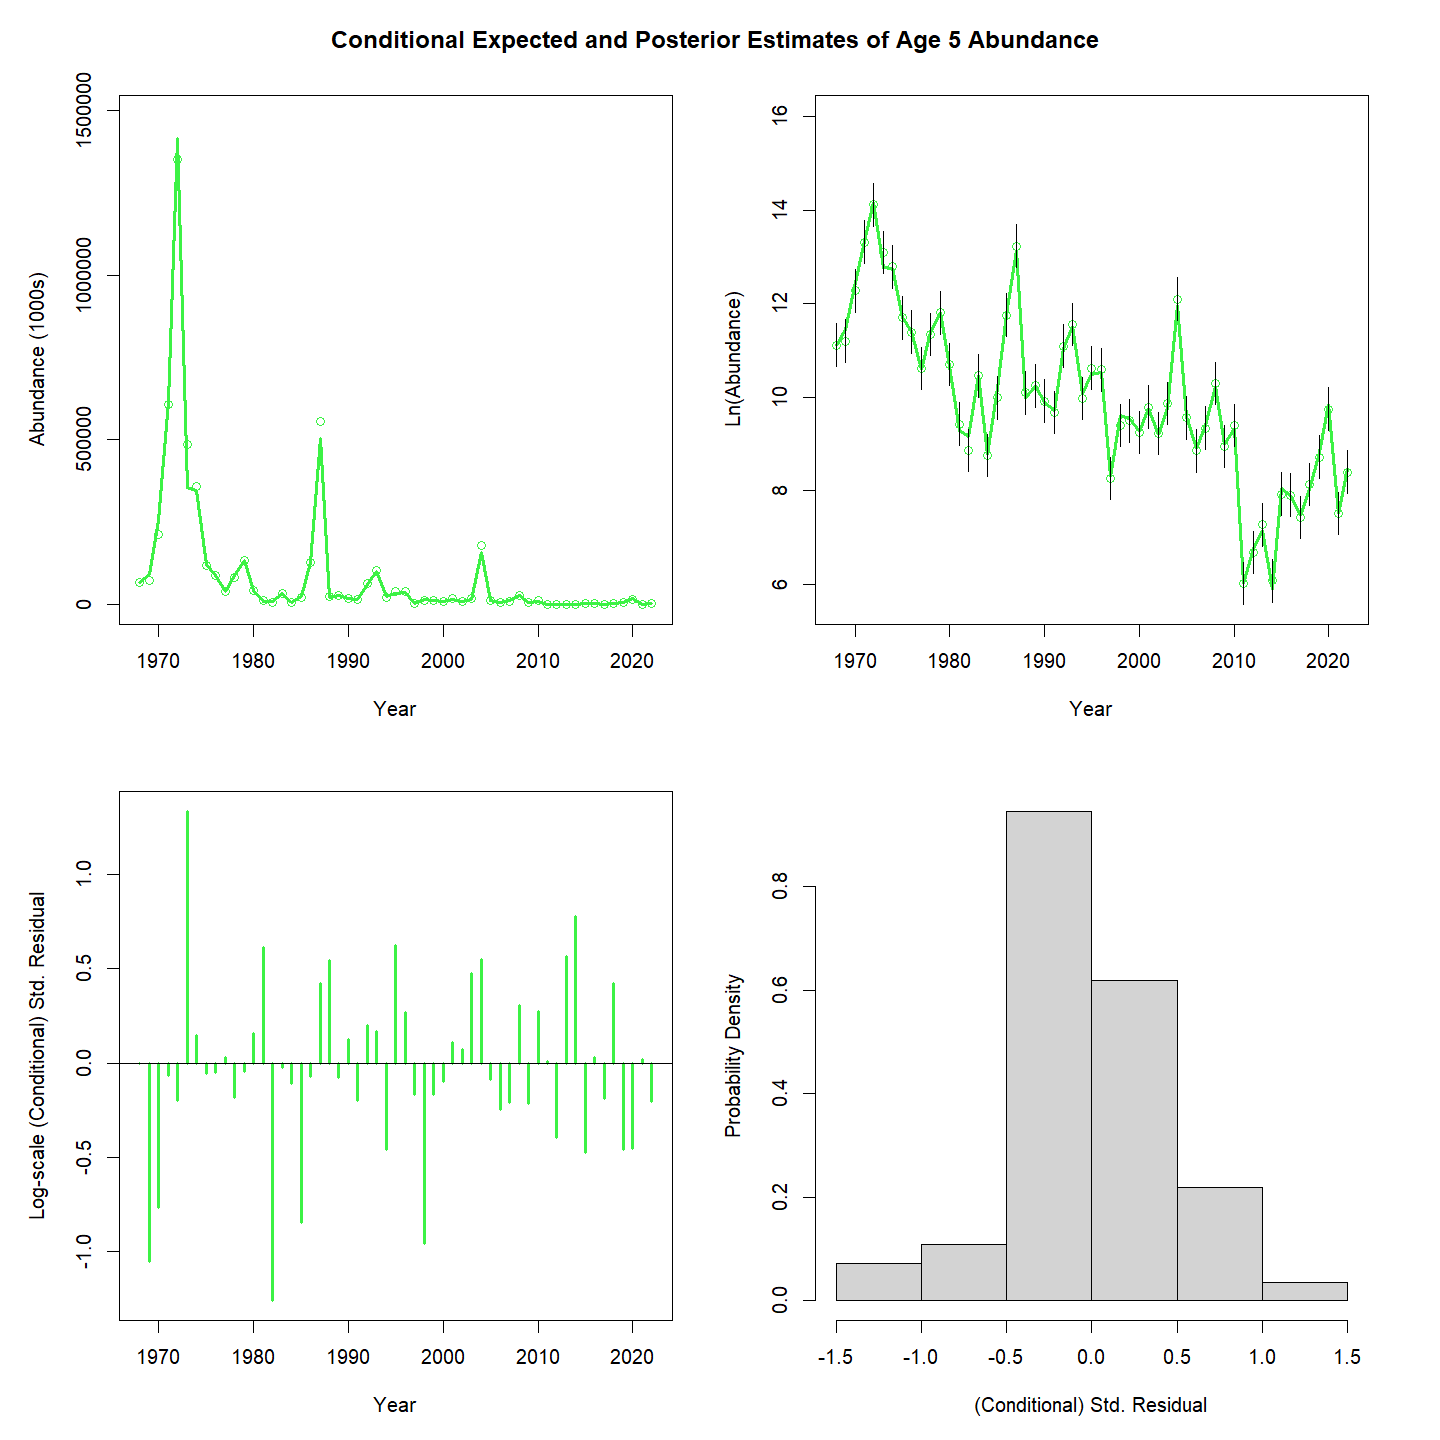 Conditional Expected and Posterior Estimates of Age 5 Abundance
Abundance (1000s)
1500000
1000000
500000
0
1970 1980 1990 2000 2010 2020
Year
Ln(Abundance)
16
14
12
10
8
6
1970 1980 1990 2000 2010 2020
Year
Log-scale (Conditional) Std. Residual
1.0
0.5
0.0
-0.5
-1.0
1970 1980 1990 2000 2010 2020
Year
Probability Density
0.8
0.6
0.4
0.2
0.0
-1.5 -1.0 -0.5 0.0 0.5 1.0 1.5
(Conditional) Std. Residual